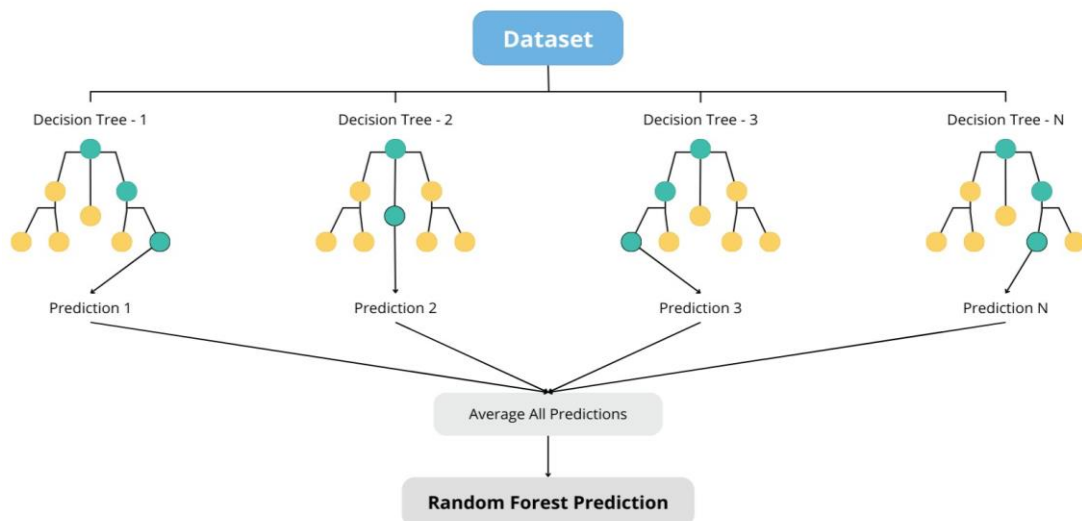 Dataset
Decision Tree - 1
Decision Tree - 2
Decision Tree - 3
Decision Tree - N
Prediction 1
Prediction 2
Prediction 3
Prediction N
Average All Predictions
Random Forest Prediction